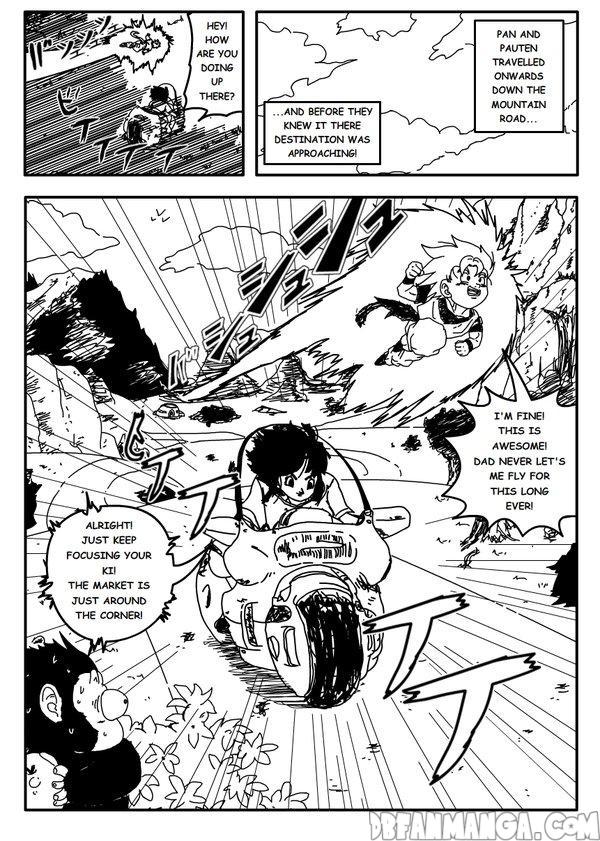 PAN AND
PAUTEN
TRAVELLED
ONWARDS
DOWN THE
MOUNTAIN
ROAD...
...AND BEFORE THEY
KNEW IT THERE
DESTINATION WAS
APPROACHING!
HEY!
HOW
ARE YOU
DOING
UP
THERE?
I'M FINE!
THIS IS
AWESOME!
DAD NEVER LET'S
ME FLY FOR
THIS LONG
EVER!
ALRIGHT!
JUST KEEP
FOCUSING YOUR
KI!
THE MARKET IS
JUST AROUND
THE CORNER!
DBFANMANGA.COM